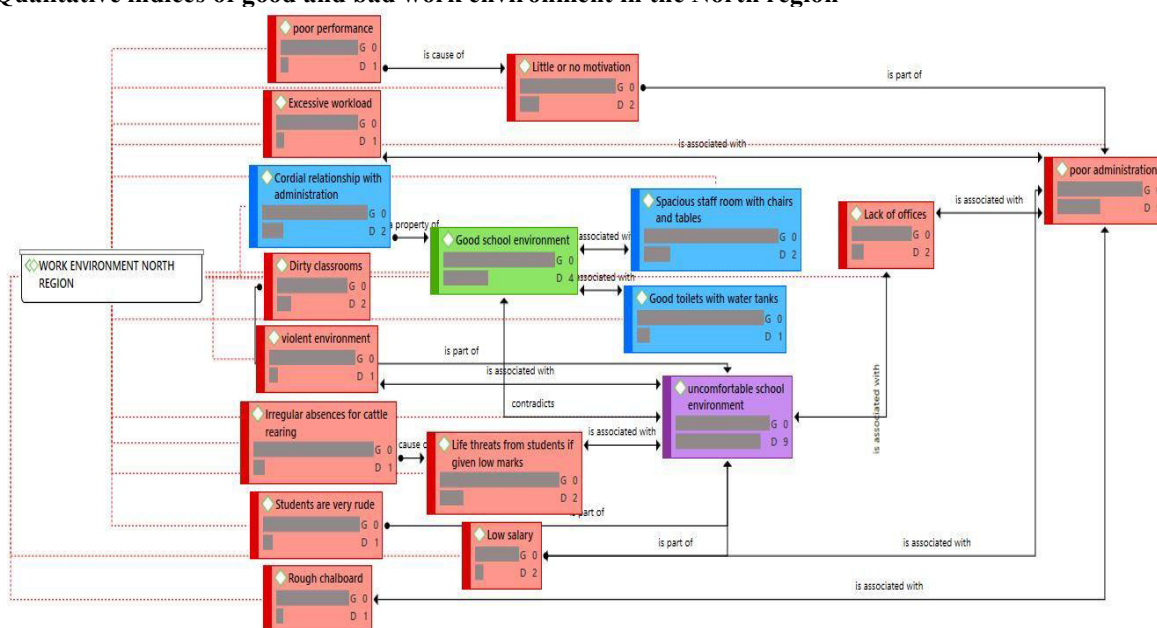 Quantative indices of good and bad work environment in the North region
poor performance
G 0
D 1
is cause of
Little or no motivation
G 0
D 2
is part of
Excessive workload
G 0
D 1
is associated with
poor administration
G
D
Cordial relationship with
administration
G 0
D 2
a property of
Spacious staff room with chairs
and tables
G 0
D 2
is associated with
Lack of offices
G 0
D 2
Good school environment
G 0
D 4
associated
associated with
WORK ENVIRONMENT NORTH
REGION
Dirty classrooms
G 0
D 2
Good toilets with water tanks
G 0
D 1
violent environment
G 0
D 1
is part of
is associated with
contradicts
uncomfortable school
environment
G 0
D 9
is associated with
Irregular absences for cattle
rearing
G 0
D 1
cause
Life threats from students if
given low marks
G 0
D 2
is associated with
Students are very rude
G 0
D 1
part of
Low salary
G 0
D 2
is part of
is associated with
Rough chalboard
G 0
D 1
is associated with